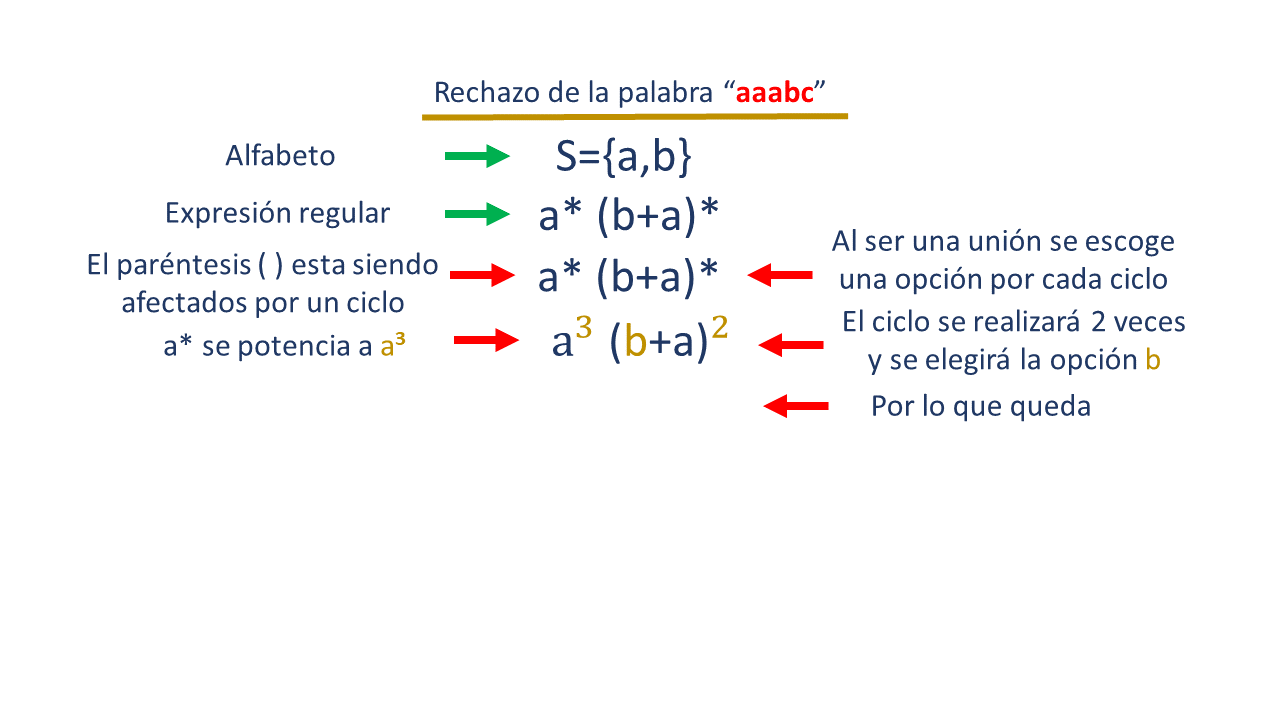 Rechazo de la palabra “aaabc”
Alfabeto
S={a,b}
Expresión regular
a* (b+a)*
El paréntesis ( ) esta siendo
afectados por un ciclo
a* (b+a)*
Al ser una unión se escoge
una opción por cada ciclo
a* se potencia a a³
a³ (b+a)²
El ciclo se realizará 2 veces
y se elegirá la opción b
Por lo que queda